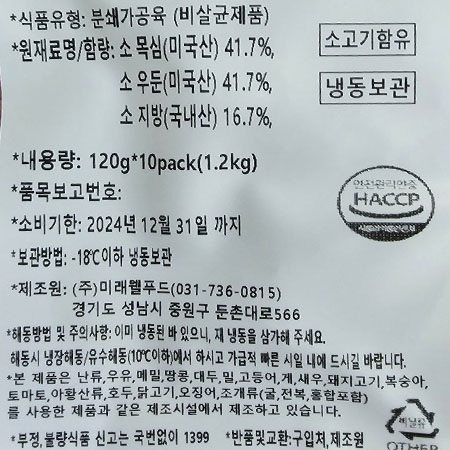 *식품유형: 분쇄가공육 (비살균제품)
*원재료명/함량: 소 목심(미국산) 41.7%,
소 우둔(미국산) 41.7%,
소 지방(국내산) 16.7%,
소고기함유
냉동보관
*내용량: 120g*10pack(1.2kg)
*품목보고번호:
*소비기한: 2024년 12월 31일 까지
*보관방법: -18℃이하 냉동보관
안전관리인증
HACCP
*제조원: (주)미래웰푸드(031-736-0815)
경기도 성남시 중원구 둔촌대로566
*해동방법 및 주의사항: 이미 냉동된 바 있으니, 재 냉동을 삼가해 주세요.
해동시 냉장해동/유수해동(10℃이하)에서 하시고 가급적 빠른 시일 내에 드시길 바랍니다.
*본 제품은 난류,우유,메밀,땅콩,대두,밀,고등어,게,새우,돼지고기,복숭아,
토마토,아황산류,호두,닭고기,오징어,조개류(굴,전복,홍합포함)
를 사용한 제품과 같은 제조시설에서 제조하고 있습니다.
*부정,불량식품 신고는 국번없이 1399 *반품및교환:구입처,제조원
비닐류
OTHER